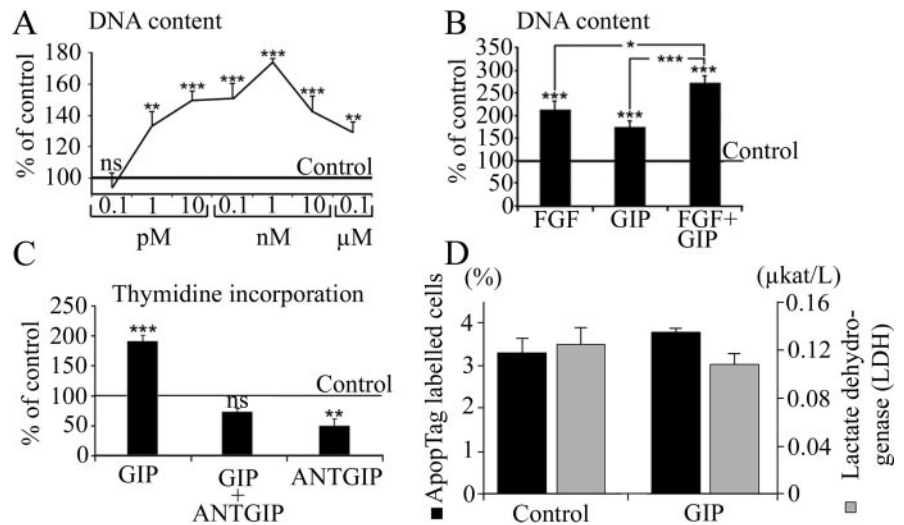 A DNA content
% of control
180
160
140
120
100
ns
**
***
***
***
***
**
Control
0.1 1 10 0.1 1 10 0.1
pM nM µM
B DNA content
% of control
350
300
250
200
150
100
50
0
*
***
***
***
***
Control
FGF GIP FGF+
GIP
C
Thymidine incorporation
% of control
250
200
150
100
50
0
***
ns
**
Control
GIP GIP ANTGIP
+
ANTGIP
D (%) (µkat/L)
ApopTag labelled cells
4
3
2
1
0
0.16
0.12
0.08
0.04
0
Lactate dehydro-
genase (LDH)
Control GIP